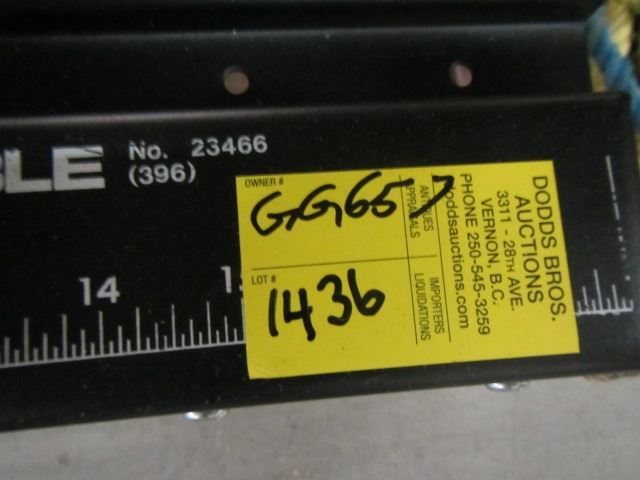 BLE No. 23466
(396)
14
OWNER #
GG657
LOT #
1436
ANTIQUES
APPRAISALS
IMPORTERS
LIQUIDATIONS
DODDS BROS.
AUCTIONS
3311 - 28TH AVE.
VERNON, B.C.
PHONE 250-545-3259
doddsauctions.com